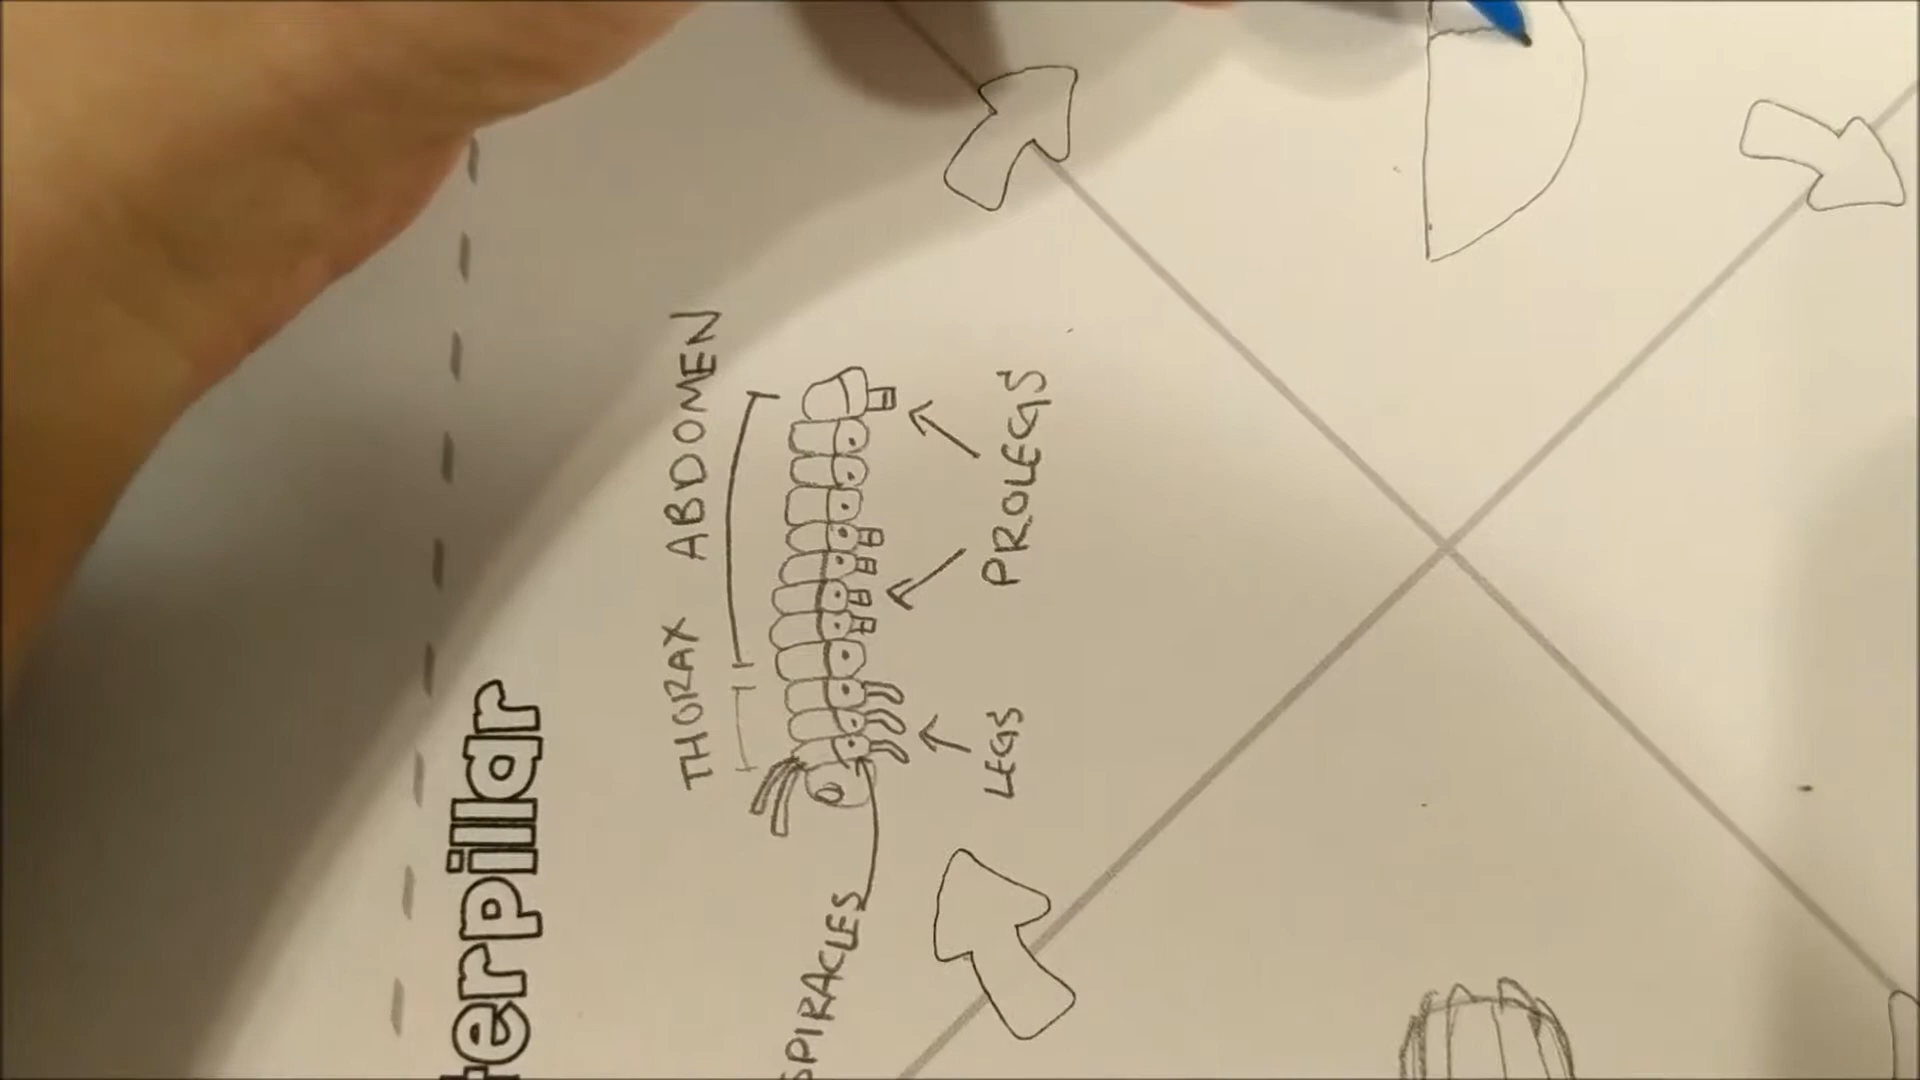 terpillar
THORAX
ABDOMEN
SPIRACLES
LEGS
PROLEGS